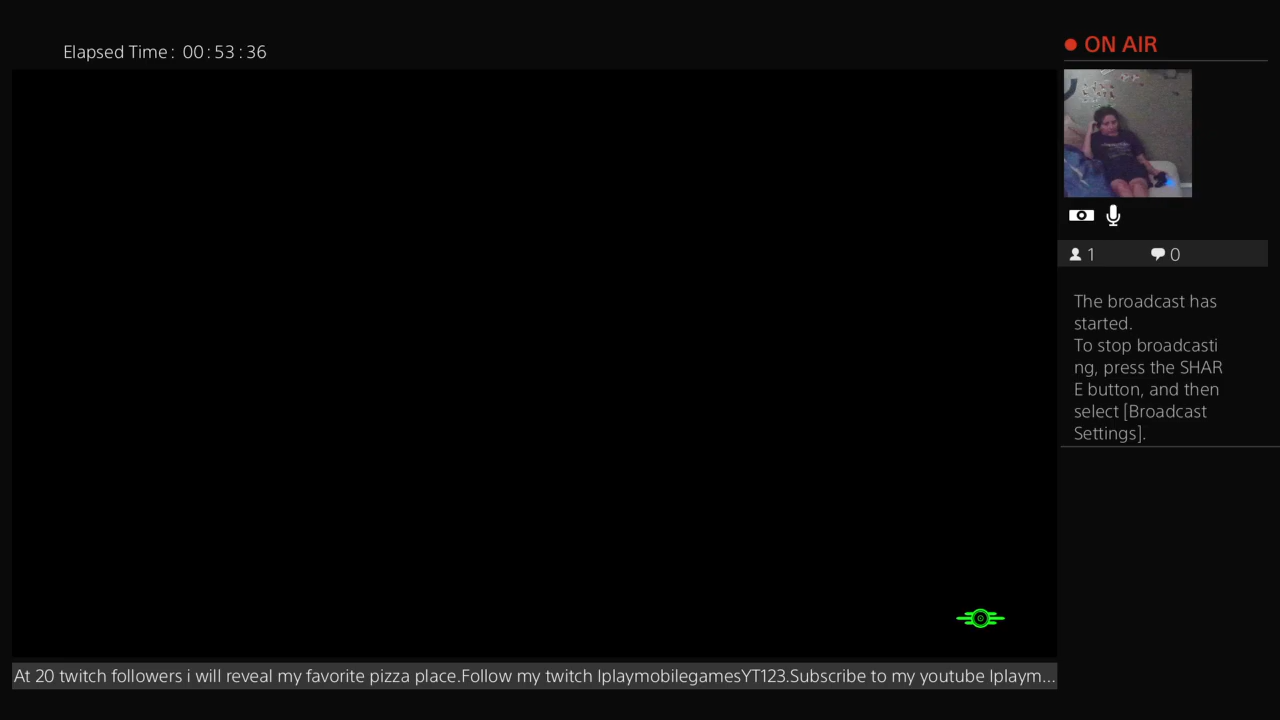 Elapsed Time: 00:53:36
ON AIR
1 0
The broadcast has
started.
To stop broadcasti
ng, press the SHAR
E button, and then
select [Broadcast
Settings].
At 20 twitch followers i will reveal my favorite pizza place.Follow my twitch IplaymobilegamesYT123.Subscribe to my youtube Iplaym...